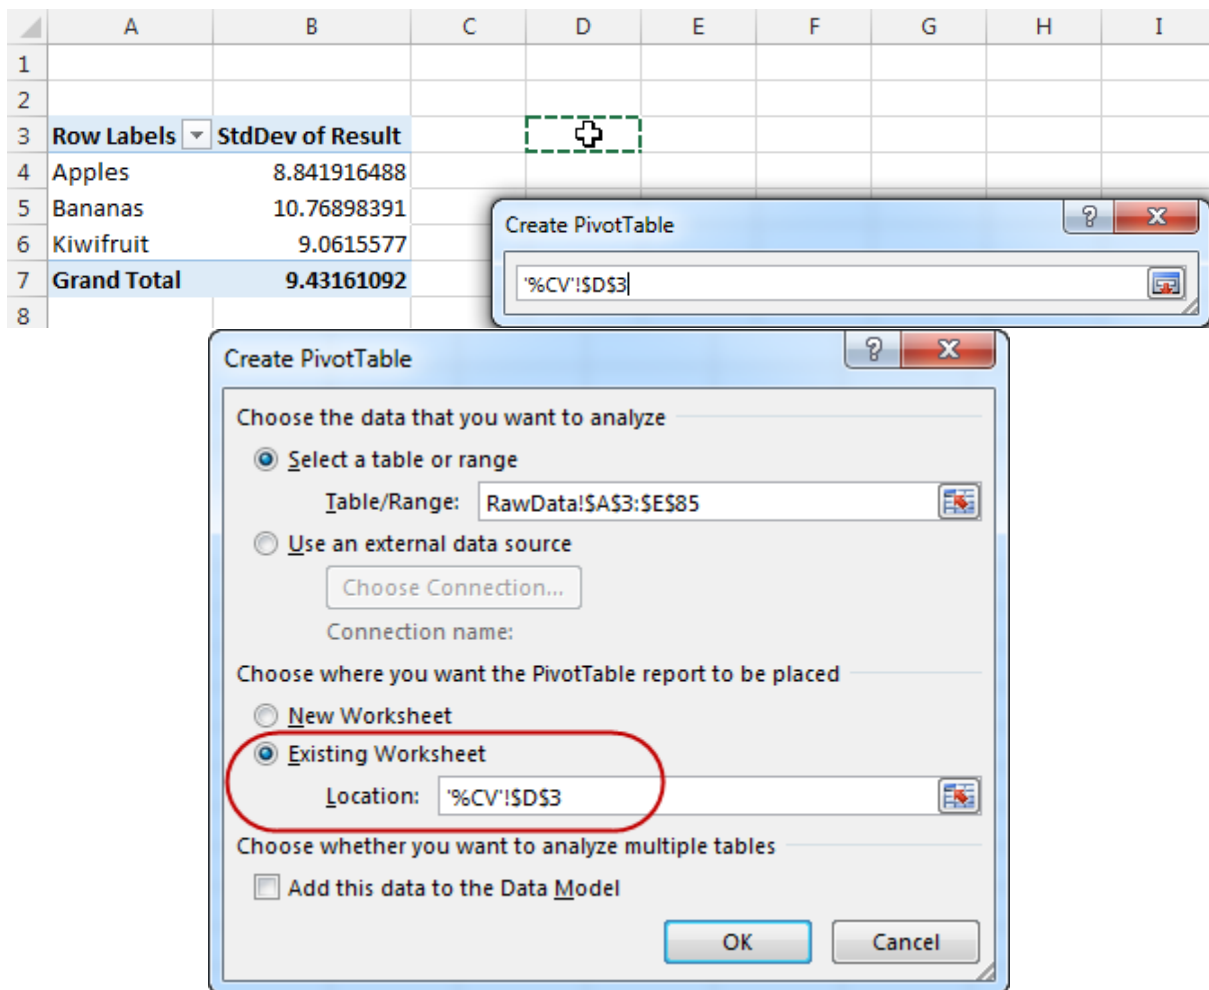 A B C D E F G H I
1
2
3 Row Labels StdDev of Result
4 Apples 8.841916488
5 Bananas 10.76898391
6 Kiwifruit 9.0615577
7 Grand Total 9.43161092
8
Create PivotTable ? X
'%CV'!$D$3
Create PivotTable ? X
Choose the data that you want to analyze
Select a table or range
Table/Range: RawData!$A$3:$E$85
Use an external data source
Choose Connection...
Connection name:
Choose where you want the PivotTable report to be placed
New Worksheet
Existing Worksheet
Location: '%CV'!$D$3
Choose whether you want to analyze multiple tables
Add this data to the Data Model
OK Cancel